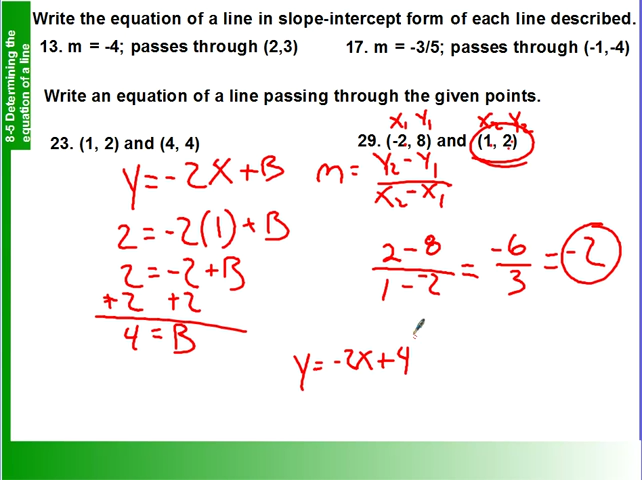 8-5 Determining the
equation of a line
Write the equation of a line in slope-intercept form of each line described.
13. m = -4; passes through (2,3) 17. m = -3/5; passes through (-1,-4)
Write an equation of a line passing through the given points.
X₁ Y₁ X₂ Y₂
23. (1, 2) and (4, 4) 29. (-2, 8) and (1, 2)
y = -2x + B m = Y₂ - Y₁ / X₂ - X₁
2 = -2(1) + B
2 - 8 / 1 - -2 = -6 / 3 = -2
2 = -2 + B
+2 +2
4 = B
y = -2x + 4